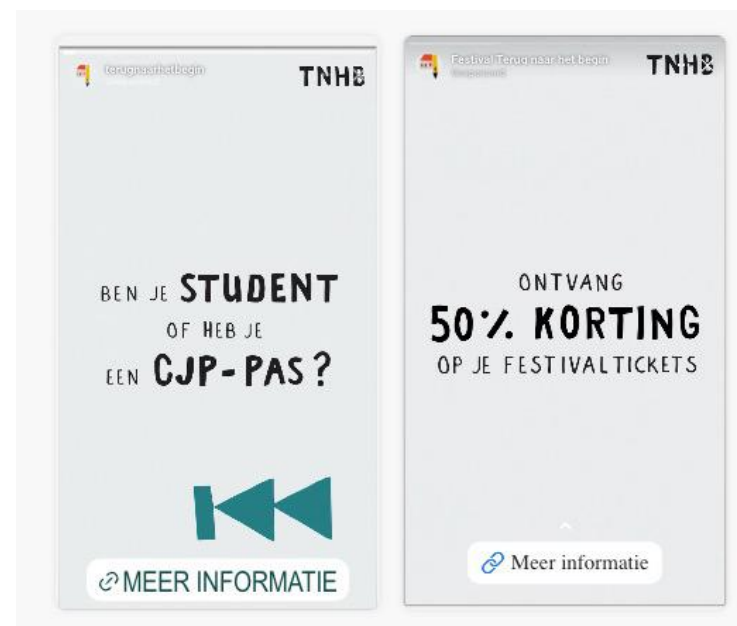 terugnaarhetbegin
TNHB
BEN JE STUDENT
OF HEB JE
EEN CJP-PAS?
MEER INFORMATIE
Festival Terug naar het begin
TNHB
ONTVANG
50% KORTING
OP JE FESTIVALTICKETS
Meer informatie